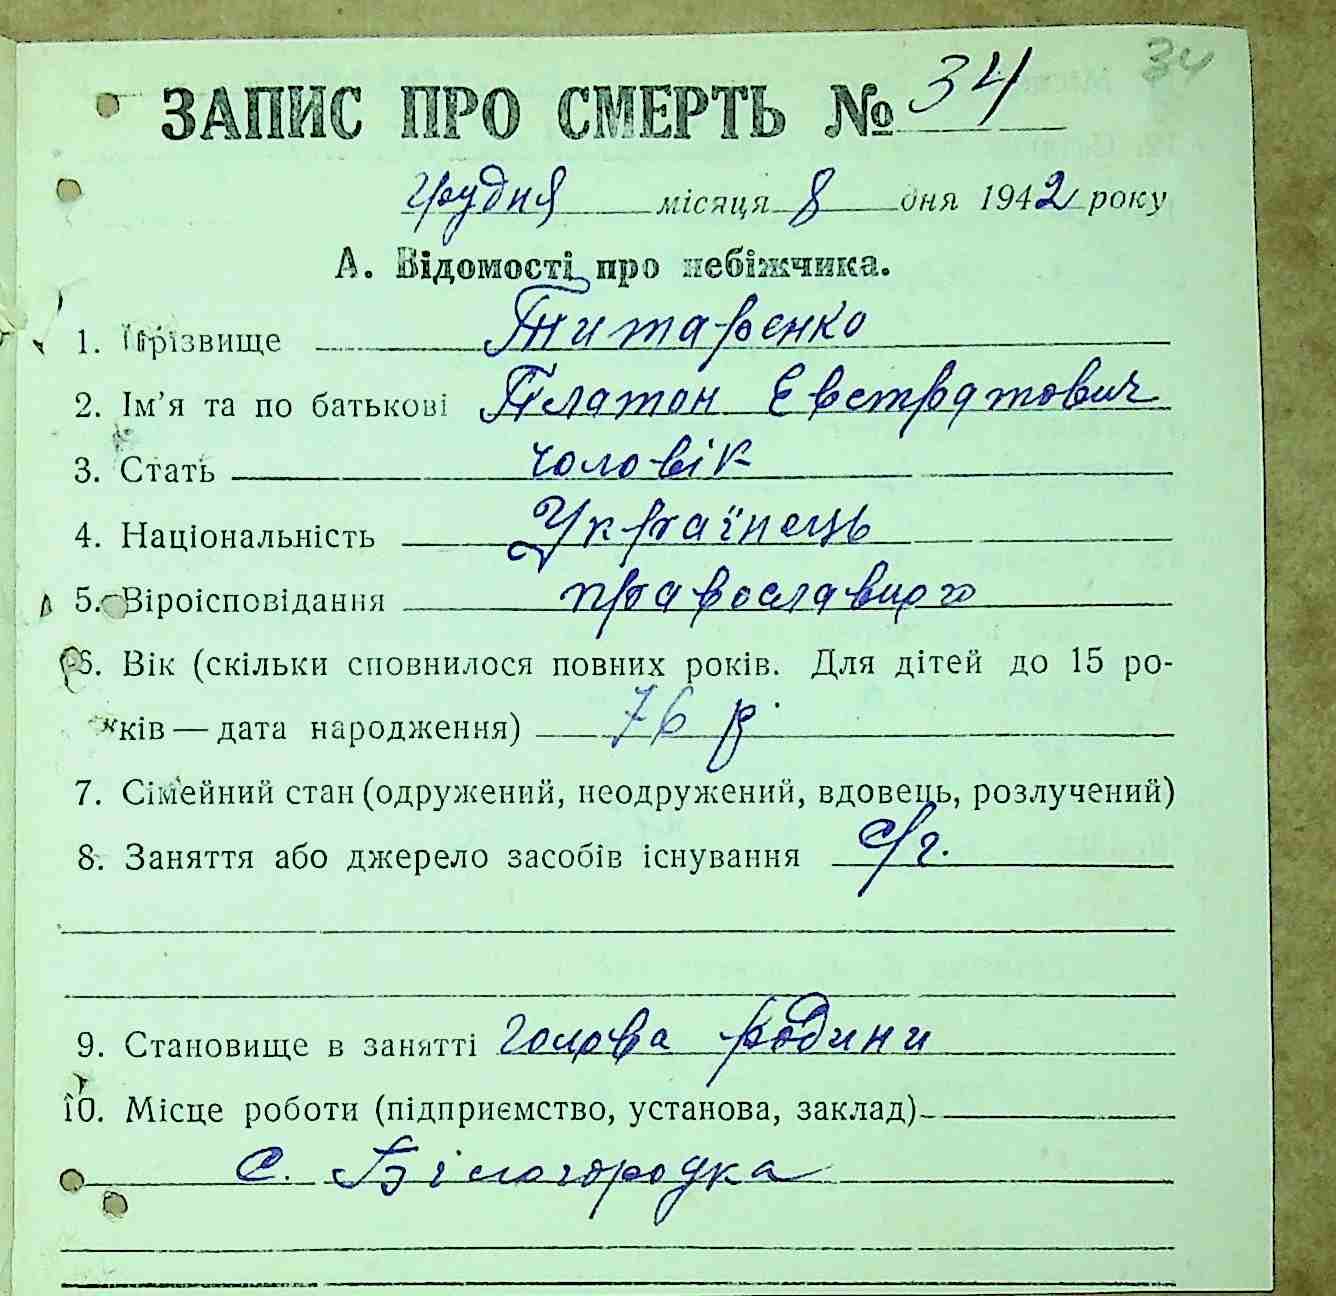 34
ЗАПИС ПРО СМЕРТЬ № 34
Грудня місяця 8 дня 1942 року
А. Відомості про небіжчика.
1. Прізвище Титаренко
2. Ім'я та по батькові Платон Евстратович
3. Стать чоловік
4. Національність Українець
5. Віроісповідання православного
6. Вік (скільки сповнилося повних років. Для дітей до 15 ро-
ків — дата народження) 76 р.
7. Сімейний стан (одружений, неодружений, вдовець, розлучений)
8. Заняття або джерело засобів існування с/г.
9. Становище в занятті голова родини
10. Місце роботи (підприємство, установа, заклад)
с. Білогородка